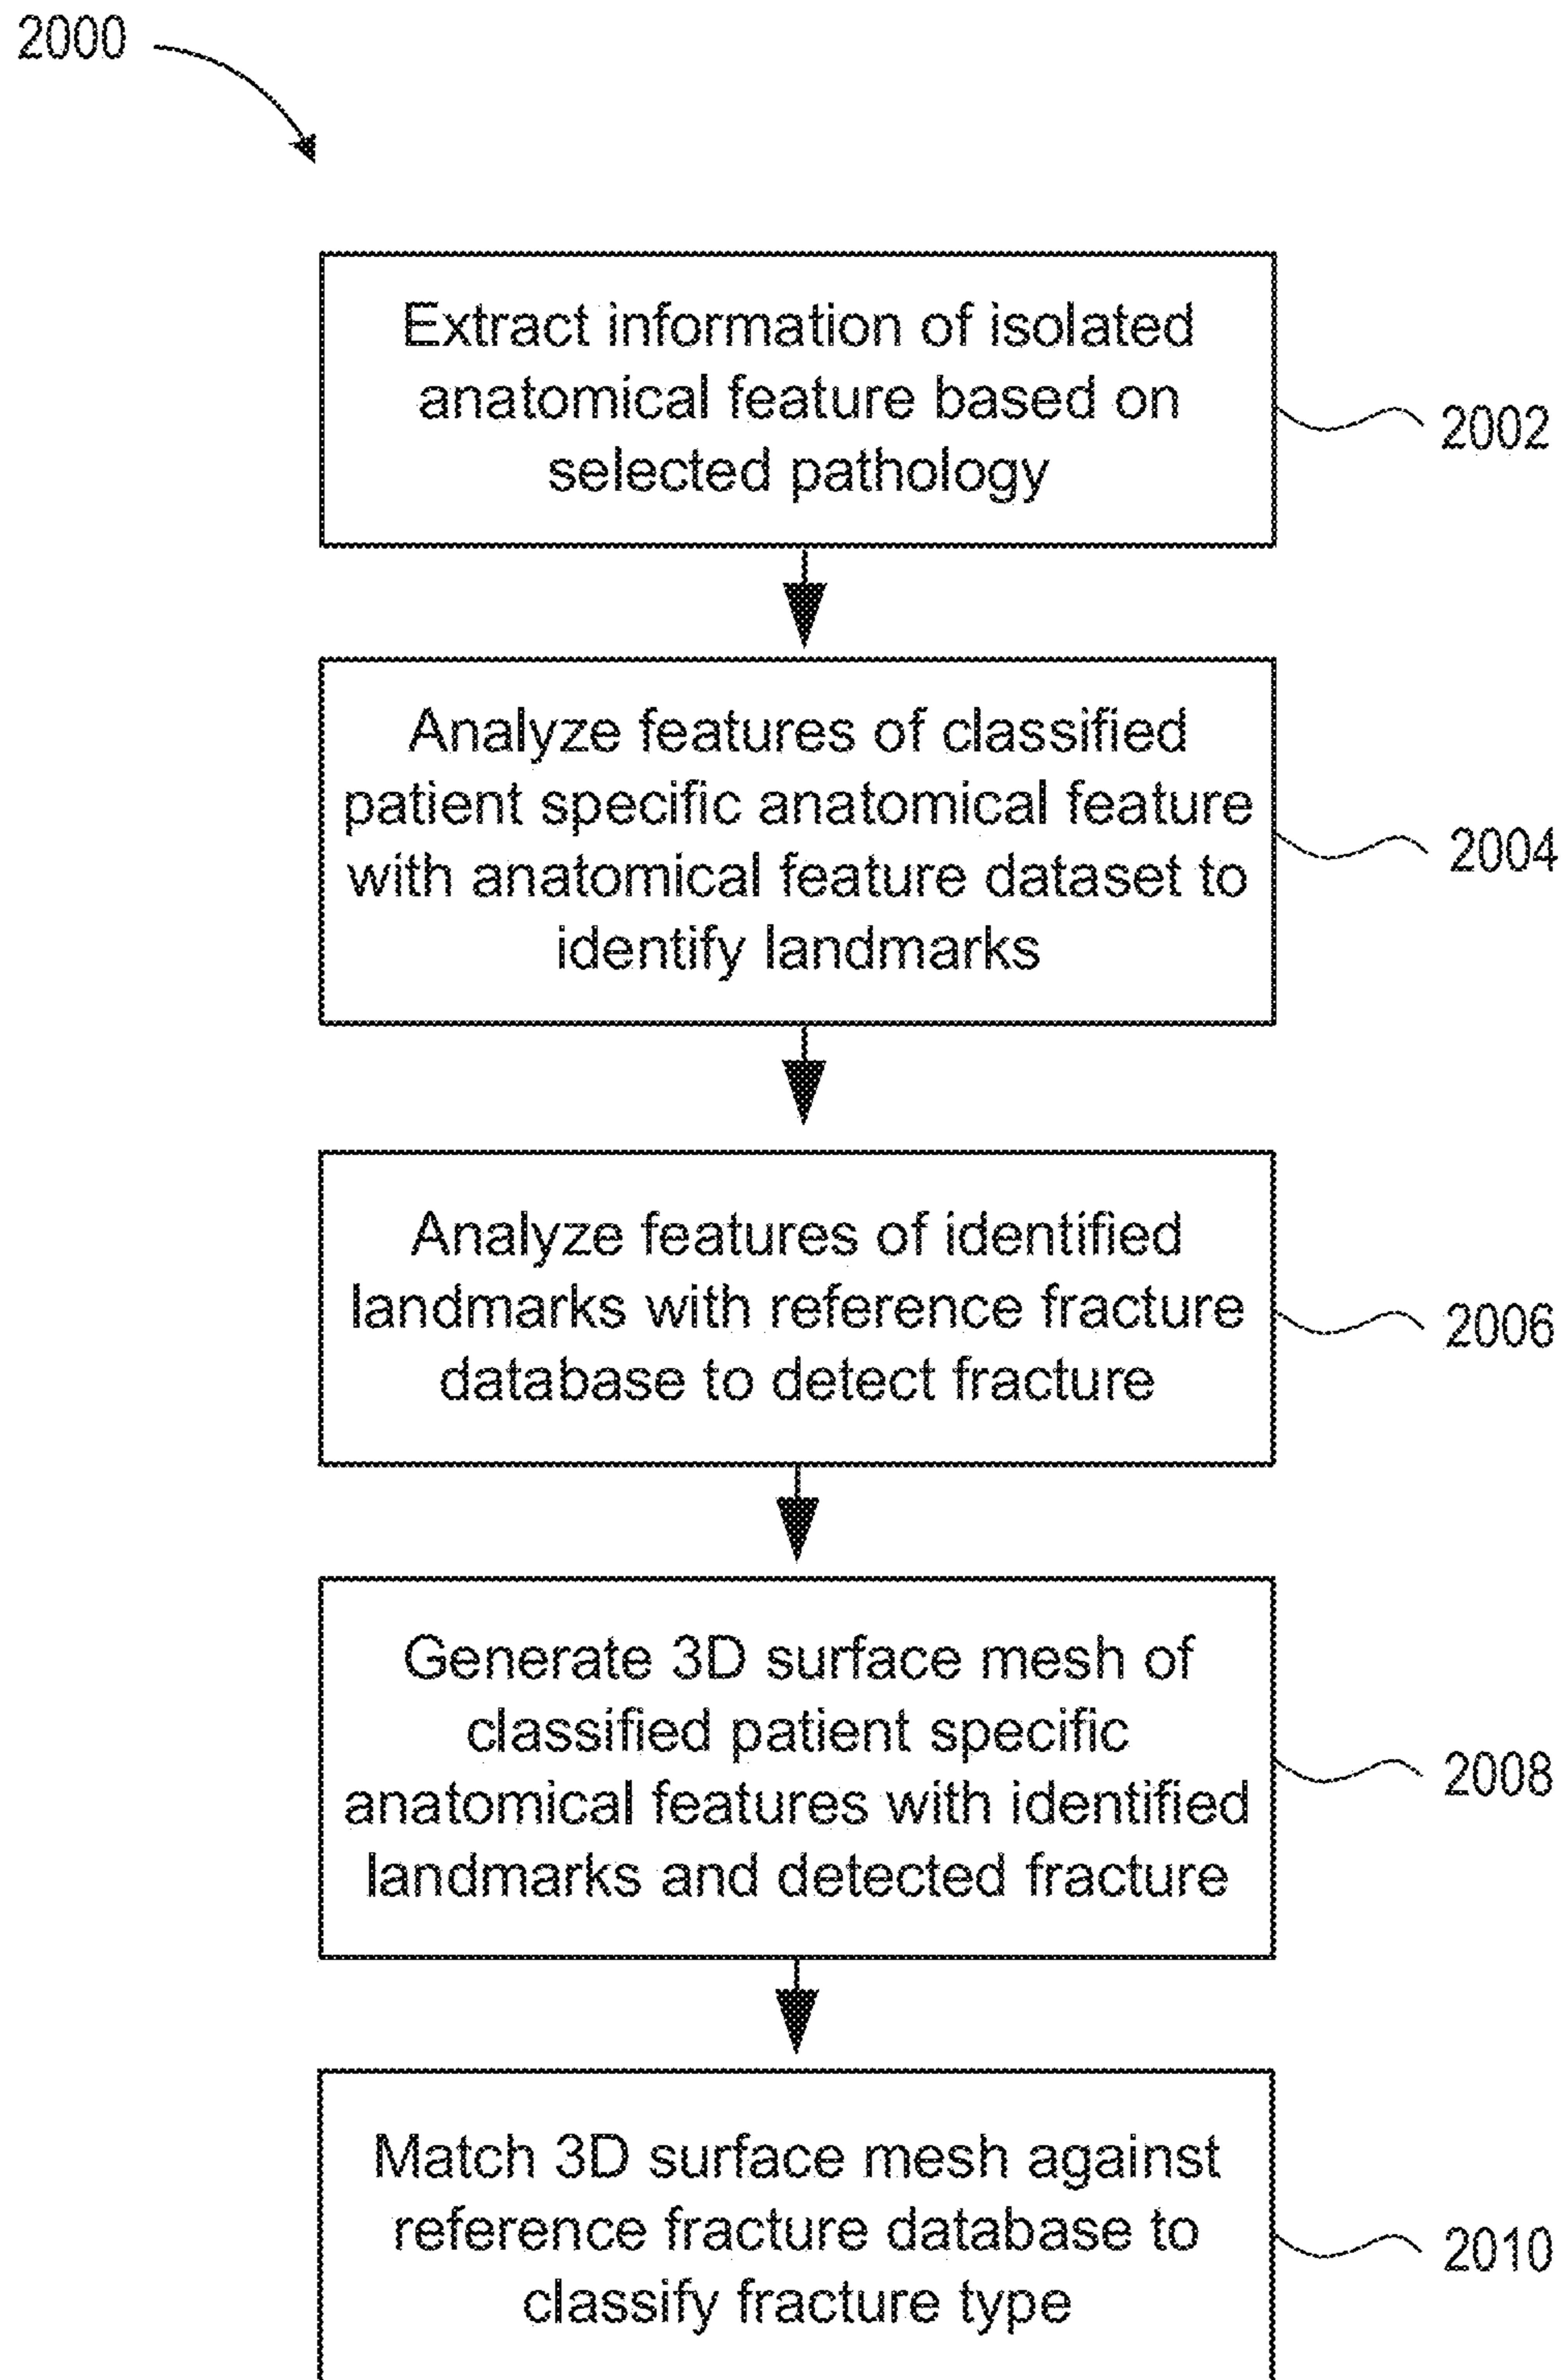 2000
Extract information of isolated
anatomical feature based on
selected pathology
2002
Analyze features of classified
patient specific anatomical feature
with anatomical feature dataset to
identify landmarks
2004
Analyze features of identified
landmarks with reference fracture
database to detect fracture
2006
Generate 3D surface mesh of
classified patient specific
anatomical features with identified
landmarks and detected fracture
2008
Match 3D surface mesh against
reference fracture database to
classify fracture type
2010